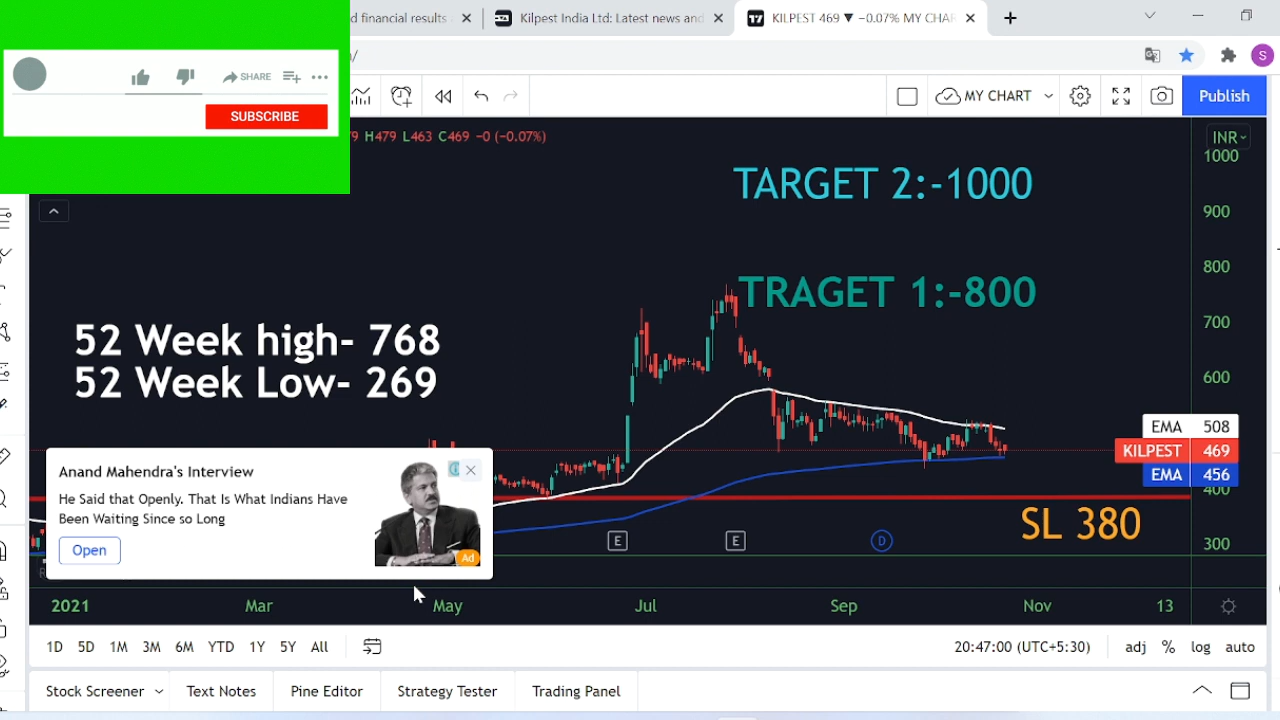 d financial results
Kilpest India Ltd: Latest news and
KILPEST 469 ▼ −0.07% MY CHAR
S
SHARE
SUBSCRIBE
MY CHART
Publish
H479 L463 C469 −0 (−0.07%)
INR
TARGET 2:-1000
TRAGET 1:-800
52 Week high- 768
52 Week Low- 269
1000
900
800
700
600
EMA 508
KILPEST 469
EMA 456
400
300
SL 380
Anand Mahendra's Interview
He Said that Openly. That Is What Indians Have
Been Waiting Since so Long
Open
Ad
E
E
D
2021 Mar May Jul Sep Nov 13
1D 5D 1M 3M 6M YTD 1Y 5Y All
20:47:00 (UTC+5:30) adj % log auto
Stock Screener Text Notes Pine Editor Strategy Tester Trading Panel